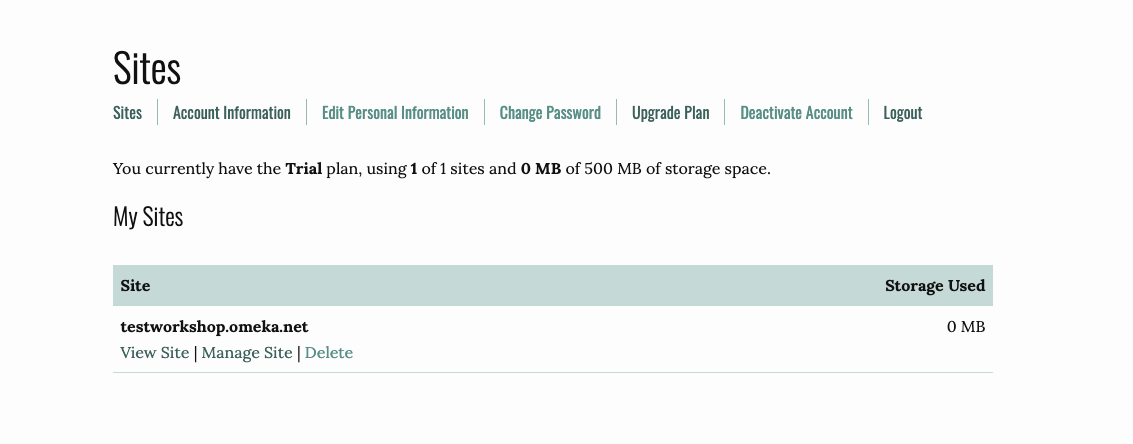 Sites
Sites Account Information Edit Personal Information Change Password Upgrade Plan Deactivate Account Logout
You currently have the Trial plan, using 1 of 1 sites and 0 MB of 500 MB of storage space.
My Sites
Site Storage Used
testworkshop.omeka.net 0 MB
View Site | Manage Site | Delete